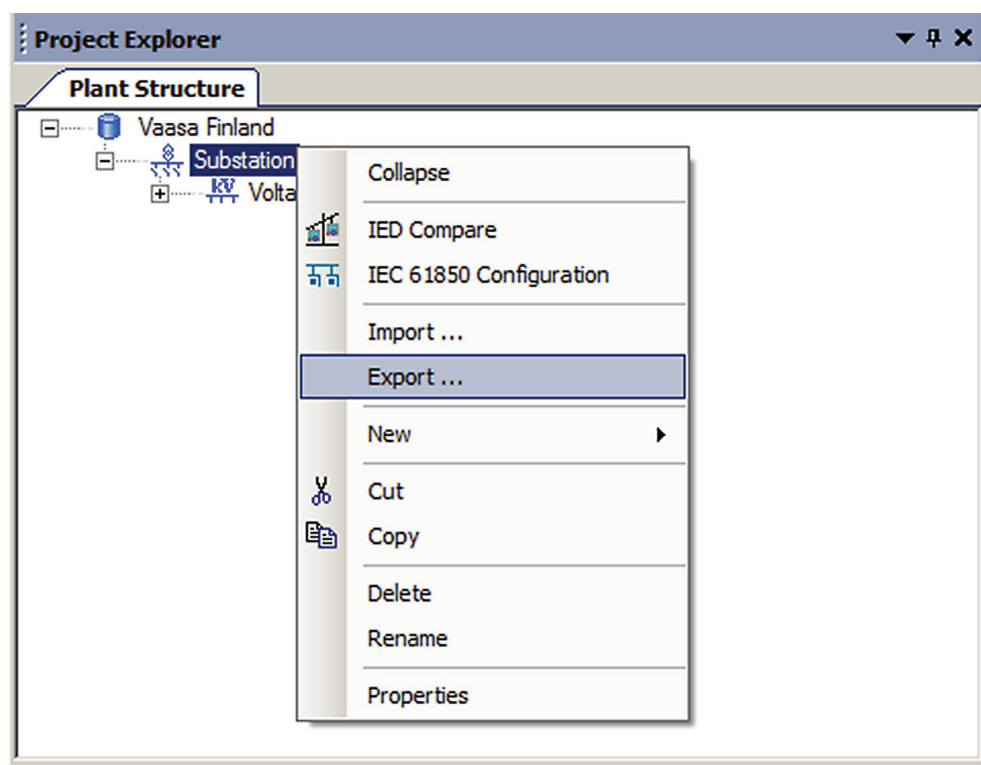 Project Explorer
Plant Structure
Vaasa Finland
Substation
KV Volta
Collapse
IED Compare
IEC 61850 Configuration
Import ...
Export ...
New
Cut
Copy
Delete
Rename
Properties